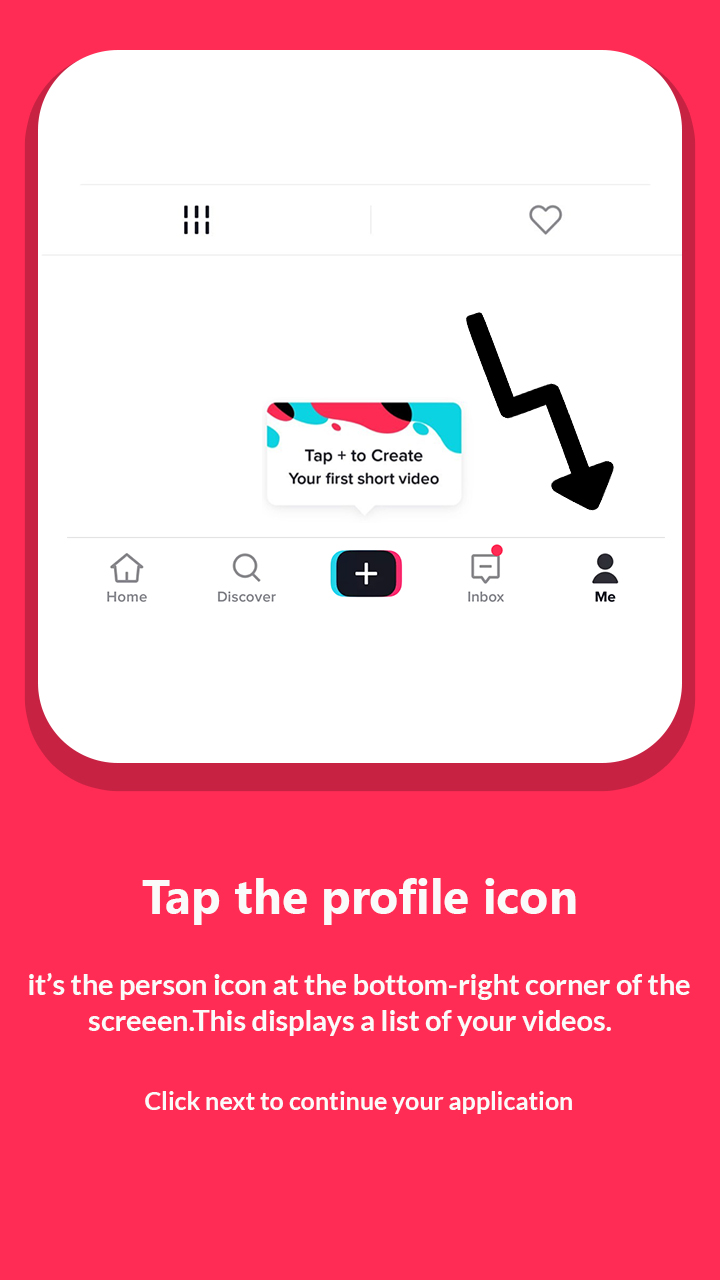 Tap + to Create
Your first short video
Home
Discover
Inbox
Me
Tap the profile icon
it’s the person icon at the bottom-right corner of the
screeen.This displays a list of your videos.
Click next to continue your application